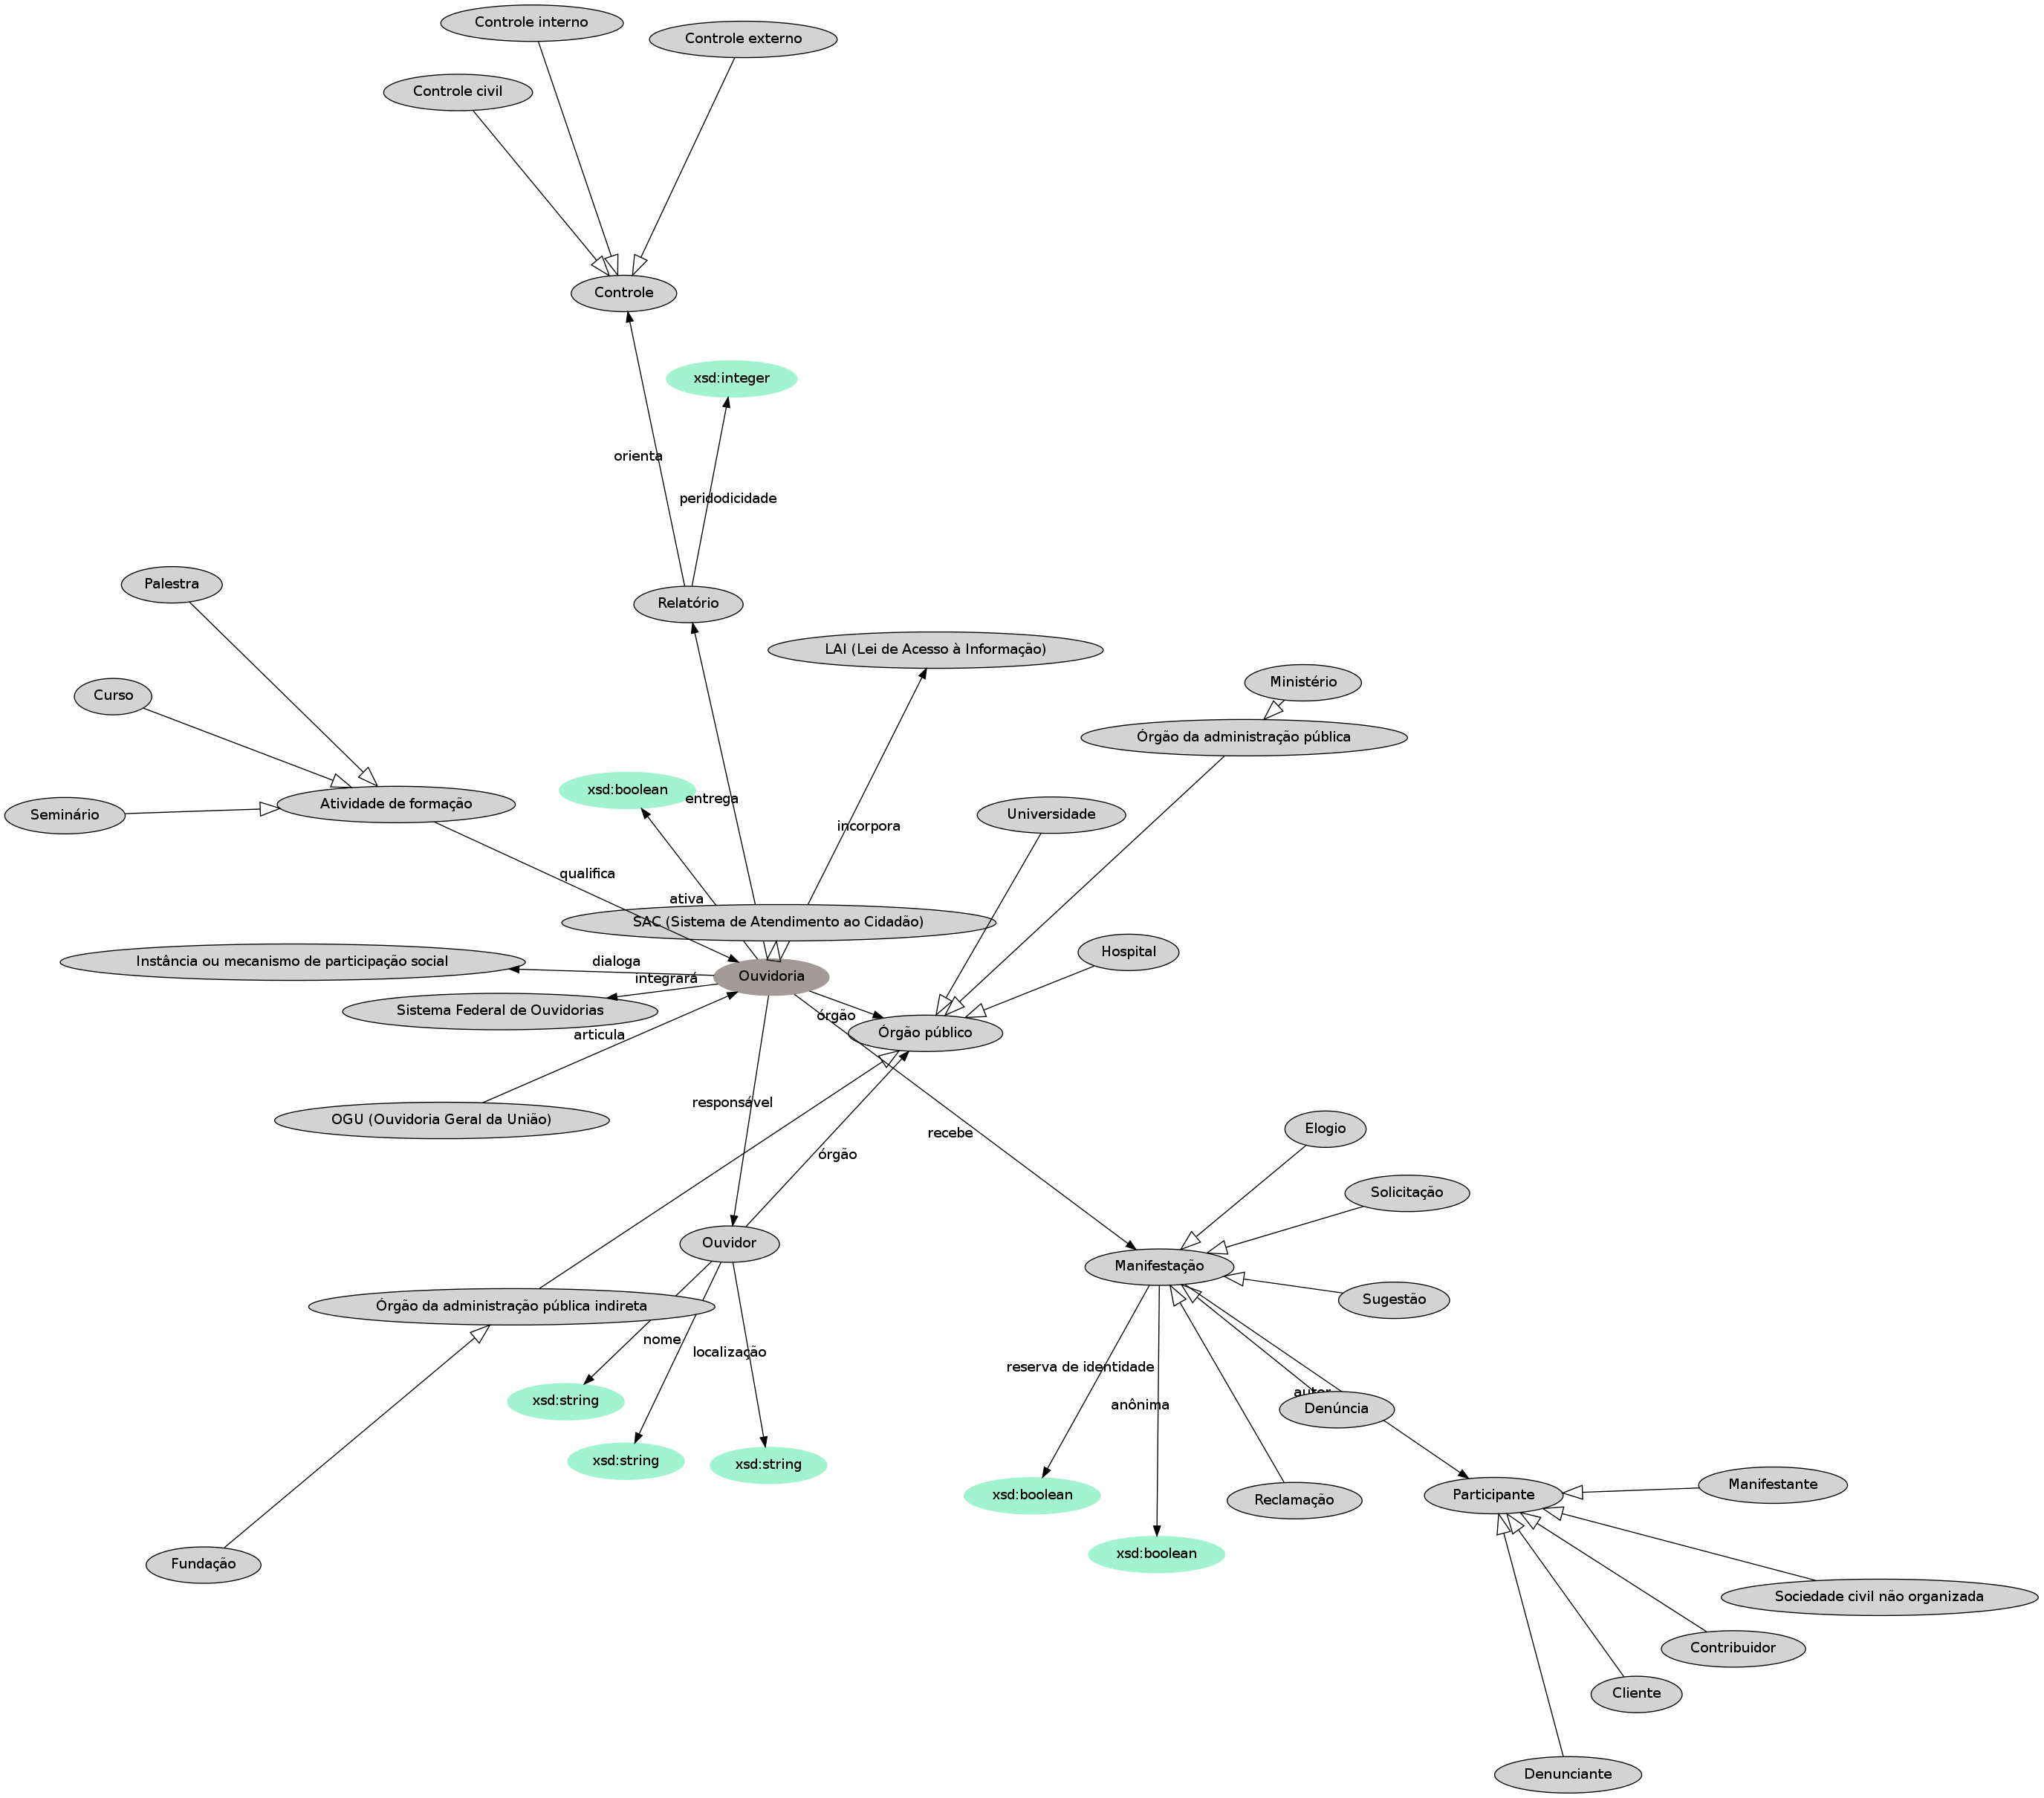 Controle interno
Controle externo
Controle civil
Controle
xsd:integer
orienta
peridodicidade
Palestra
Relatório
LAI (Lei de Acesso à Informação)
Ministério
Curso
Órgão da administração pública
xsd:boolean
entrega
Atividade de formação
Seminário
Universidade
incorpora
qualifica
ativa
SAC (Sistema de Atendimento ao Cidadão)
Hospital
Instância ou mecanismo de participação social
dialoga
integrará
Ouvidoria
Sistema Federal de Ouvidorias
órgão
Órgão público
articula
responsável
OGU (Ouvidoria Geral da União)
recebe
Elogio
órgão
Solicitação
Ouvidor
Manifestação
Órgão da administração pública indireta
Sugestão
nome
localização
reserva de identidade
autor
anônima
Denúncia
xsd:string
xsd:string
xsd:string
xsd:boolean
Reclamação
Participante
Manifestante
xsd:boolean
Fundação
Sociedade civil não organizada
Contribuidor
Cliente
Denunciante